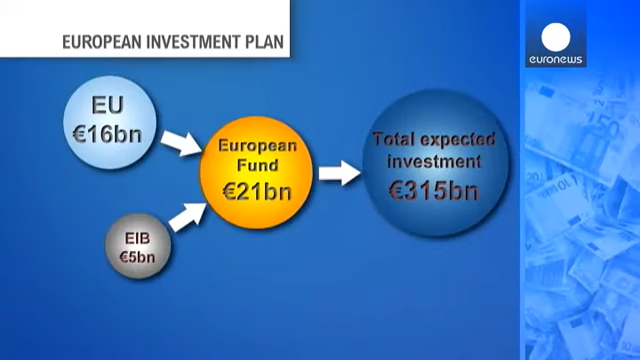 EUROPEAN INVESTMENT PLAN
euronews
EU
€16bn
European
Fund
€21bn
Total expected
investment
€315bn
EIB
€5bn